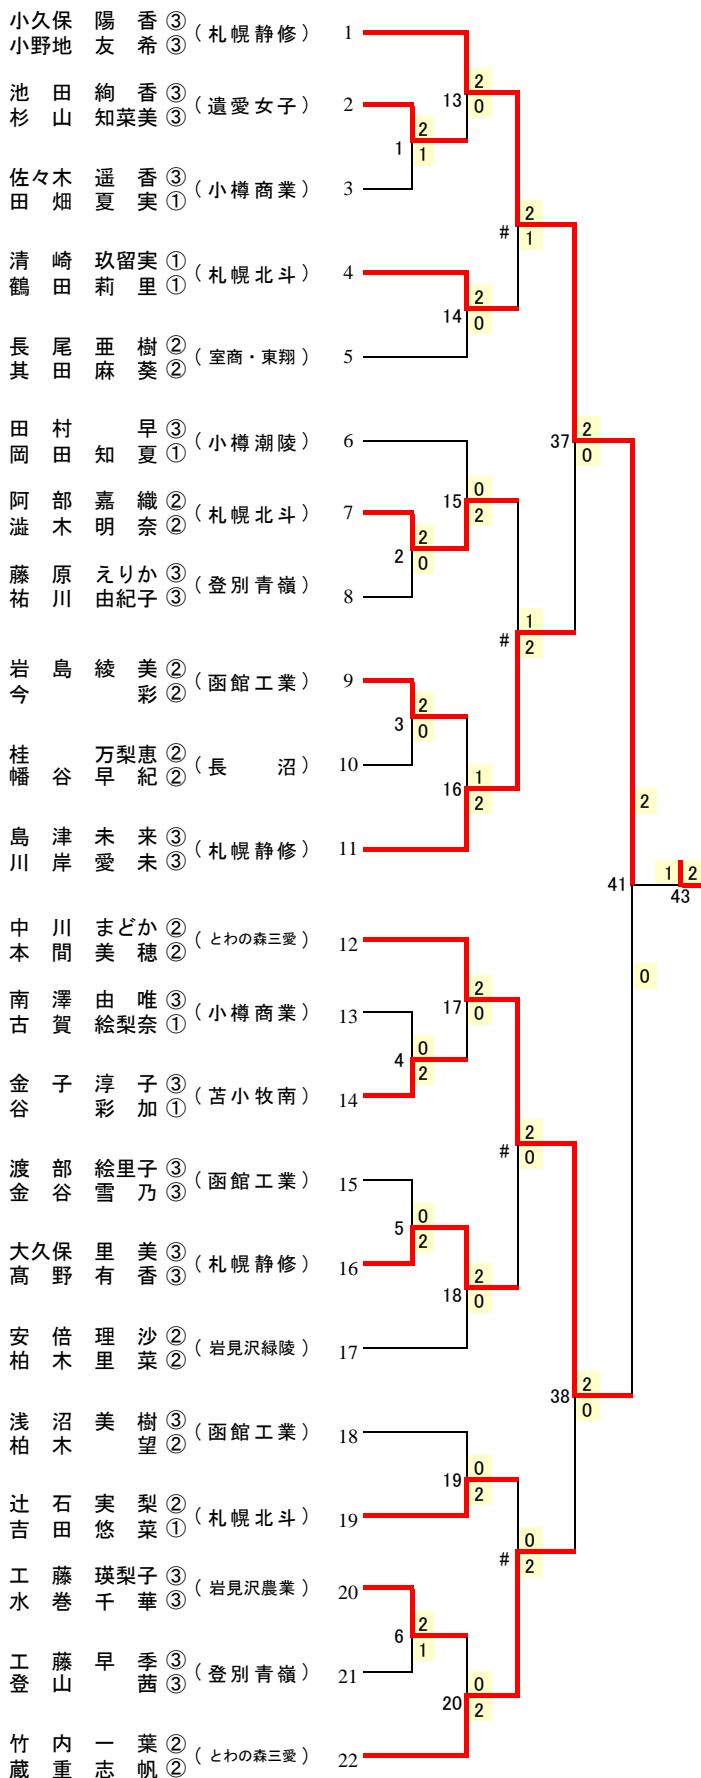 小久保 陽 香 ③
小野地 友 希 ③
(札幌静修) 1
池 田 絢 香 ③
杉 山 知菜美 ③
(遺愛女子) 2
佐々木 遥 香 ③
田 畑 夏 実 ①
(小樽商業) 3
清 崎 玖留実 ①
鶴 田 莉 里 ①
(札幌北斗) 4
長 尾 亜 樹 ②
其 田 麻 葵 ②
(室商・東翔) 5
田 村 早 ③
岡 田 知 夏 ①
(小樽潮陵) 6
阿 部 嘉 織 ②
澁 木 明 奈 ②
(札幌北斗) 7
藤 原 えりか ③
祐 川 由紀子 ③
(登別青嶺) 8
岩 島 綾 美 ②
今 彩 ②
(函館工業) 9
桂 万梨恵 ②
幡 谷 早 紀 ②
(長 沼) 10
島 津 未 来 ③
川 岸 愛 未 ③
(札幌静修) 11
中 川 まどか ②
本 間 美 穂 ②
(とわの森三愛) 12
南 澤 由 唯 ③
古 賀 絵梨奈 ①
(小樽商業) 13
金 子 淳 子 ③
谷 彩 加 ①
(苫小牧南) 14
渡 部 絵里子 ③
金 谷 雪 乃 ③
(函館工業) 15
大久保 里 美 ③
髙 野 有 香 ③
(札幌静修) 16
安 倍 理 沙 ②
柏 木 里 菜 ②
(岩見沢緑陵) 17
浅 沼 美 樹 ③
柏 木 望 ②
(函館工業) 18
辻 石 実 梨 ②
吉 田 悠 菜 ①
(札幌北斗) 19
工 藤 瑛梨子 ③
水 巻 千 華 ③
(岩見沢農業) 20
工 藤 早 季 ③
登 山 茜 ③
(登別青嶺) 21
竹 内 一 葉 ②
蔵 重 志 帆 ②
(とわの森三愛) 22
1 2 1
2 2 0
3 2 0
4 0 2
5 0 2
6 2 1
13 2 0
14 2 0
15 0 2
16 1 2
17 2 0
18 2 0
19 0 2
20 0 2
# 2 1
# 1 2
# 2 0
# 0 2
37 2 0
38 2 0
41 2 0
43 1 2